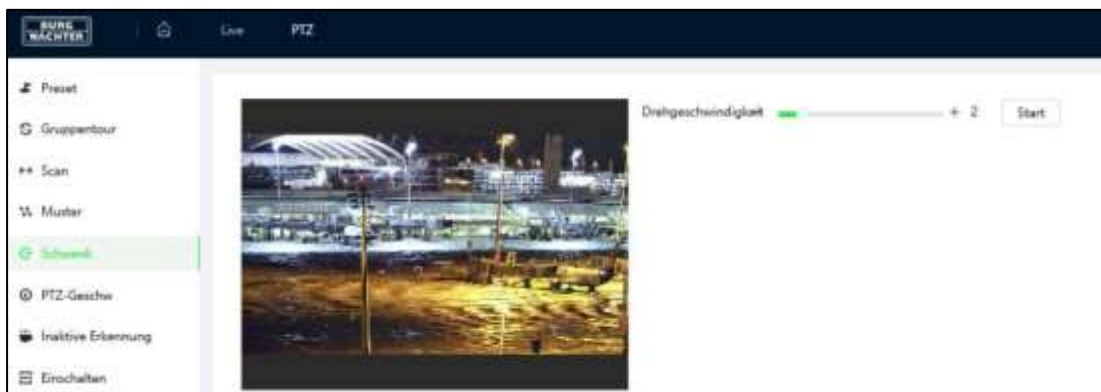 BURG
WÄCHTER
Live
PTZ
Preset
Gruppentour
Scan
Muster
Schwenk
PTZ-Geschw
Inaktive Erkennung
Einschalten
Drehgeschwindigkeit
+ 2
Start